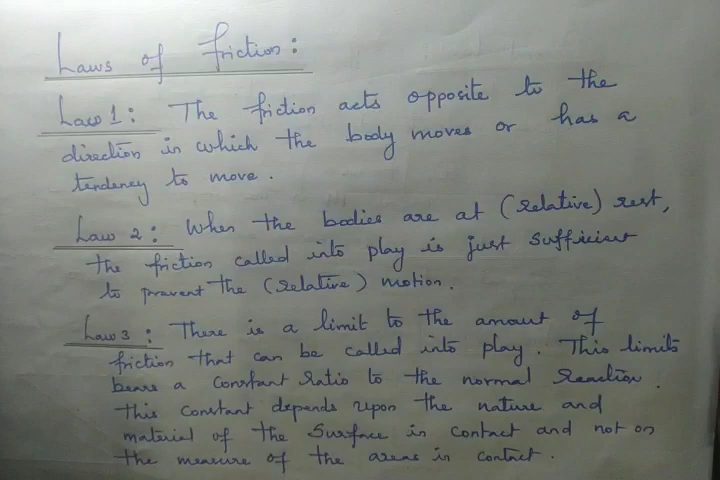 Laws of friction:
Law 1: The friction acts opposite to the
direction in which the body moves or has a
tendency to move.
Law 2: When the bodies are at (relative) rest,
the friction called into play is just sufficient
to prevent the (relative) motion.
Law 3: There is a limit to the amount of
friction that can be called into play. This limits
bears a constant ratio to the normal reaction.
This constant depends upon the nature and
material of the surface in contact and not on
the measure of the areas in contact.